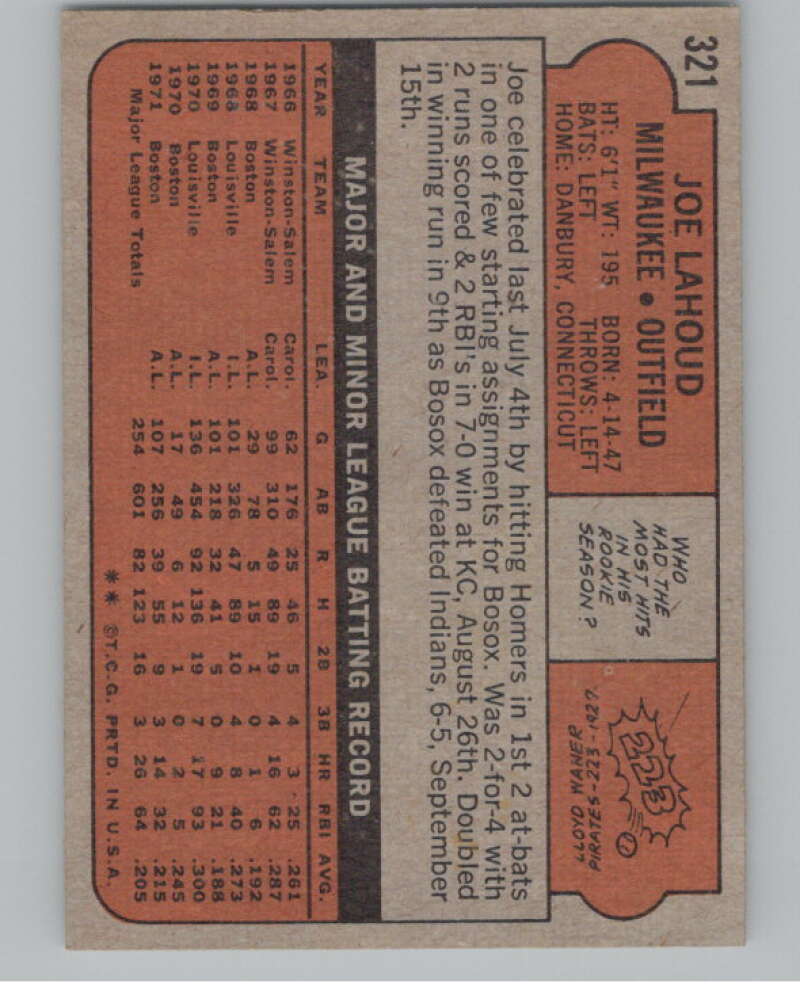 321
JOE LAHOUD
MILWAUKEE • OUTFIELD
HT: 6'1" WT: 195 BORN: 4-14-47
BATS: LEFT THROWS: LEFT
HOME: DANBURY, CONNECTICUT
WHO
HAD THE
MOST HITS
IN HIS
ROOKIE
SEASON?
223
LLOYD WANER
PIRATES-223-1927
Joe celebrated last July 4th by hitting Homers in 1st 2 at-bats
in one of few starting assignments for Bosox. Was 2-for-4 with
2 runs scored & 2 RBI's in 7-0 win at KC, August 26th. Doubled
in winning run in 9th as Bosox defeated Indians, 6-5, September
15th.
MAJOR AND MINOR LEAGUE BATTING RECORD
YEAR TEAM LEA. G AB R H 2B 3B HR RBI AVG.
1966 Winston-Salem Carol. 62 176 25 46 5 4 3 25 .261
1967 Winston-Salem Carol. 99 310 49 89 19 4 16 62 .287
1968 Boston A.L. 29 78 5 15 1 0 1 6 .192
1968 Louisville I.L. 101 326 47 89 10 4 8 40 .273
1969 Boston A.L. 101 218 32 41 5 0 9 21 .188
1970 Louisville I.L. 136 454 92 136 19 7 17 93 .300
1970 Boston A.L. 17 49 6 12 1 0 2 5 .245
1971 Boston A.L. 107 256 39 55 9 3 14 32 .215
Major League Totals 254 601 82 123 16 3 26 64 .205
** ©T.C.G. PRTD. IN U.S.A.